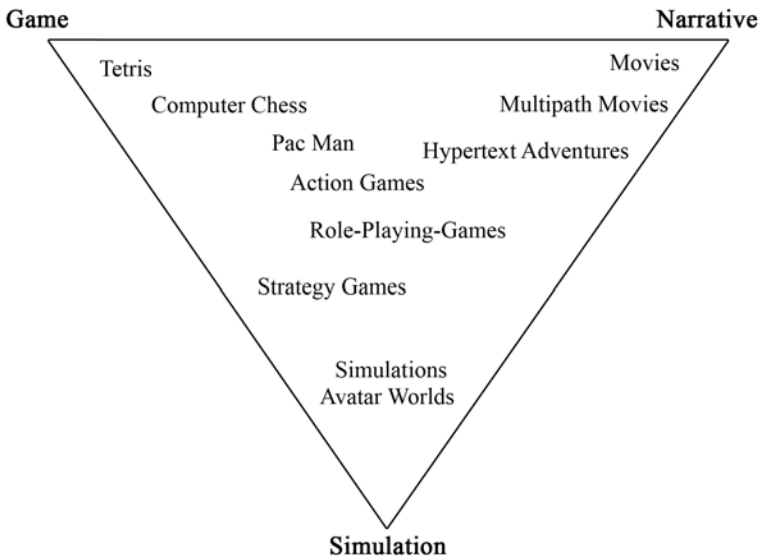 Game
Narrative
Tetris
Movies
Computer Chess
Multipath Movies
Pac Man
Hypertext Adventures
Action Games
Role-Playing-Games
Strategy Games
Simulations
Avatar Worlds
Simulation